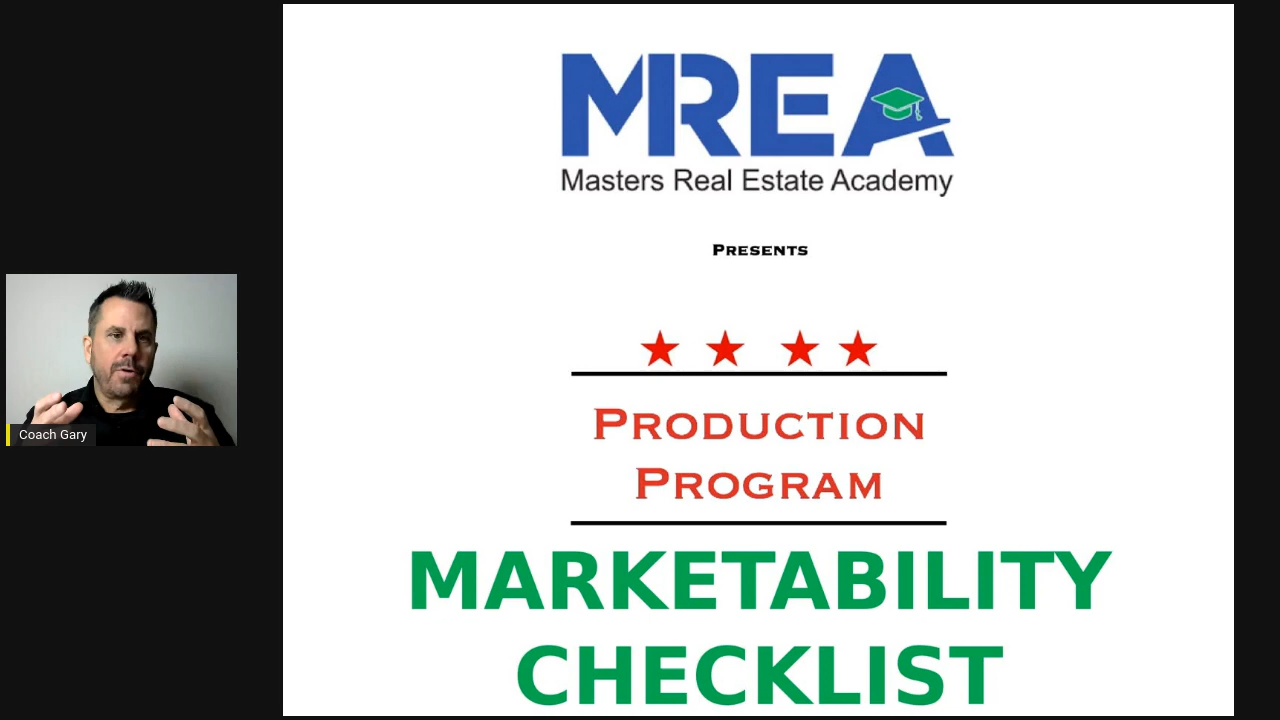 MREA
Masters Real Estate Academy
PRESENTS
PRODUCTION
PROGRAM
MARKETABILITY
CHECKLIST
Coach Gary